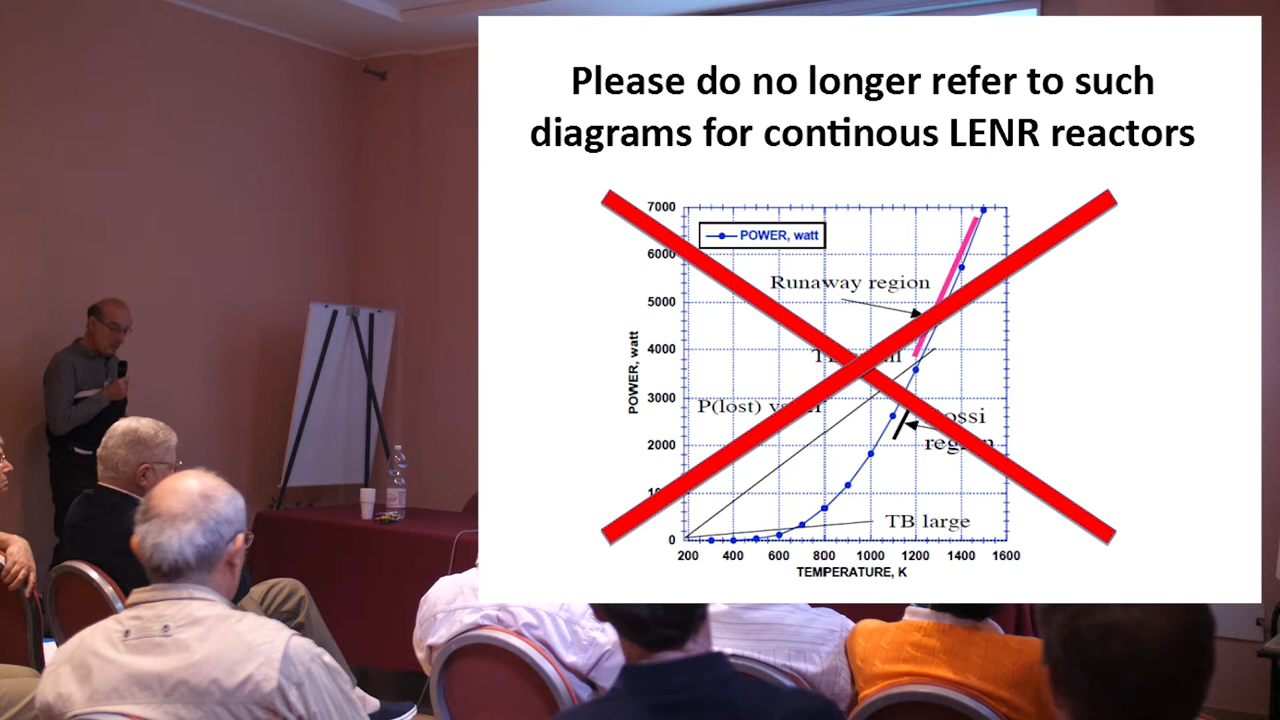 Please do no longer refer to such
diagrams for continous LENR reactors
7000
6000
5000
4000
3000
2000
0
POWER, watt
POWER, watt
Runaway region
P(lost)
region
TB large
200 400 600 800 1000 1200 1400 1600
TEMPERATURE, K